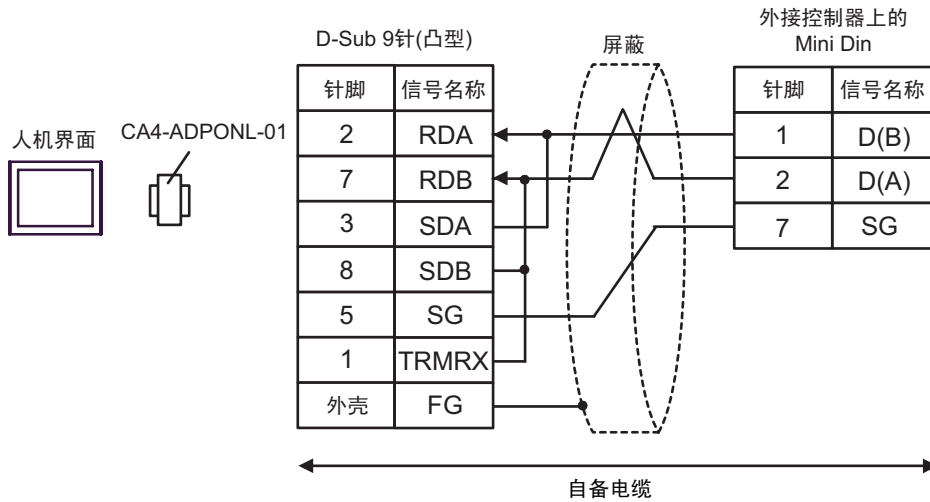 外接控制器上的
Mini Din
D-Sub 9针(凸型)
屏蔽
针脚 信号名称
2 RDA
7 RDB
3 SDA
8 SDB
5 SG
1 TRMRX
外壳 FG
针脚 信号名称
1 D(B)
2 D(A)
7 SG
人机界面
CA4-ADPONL-01
自备电缆